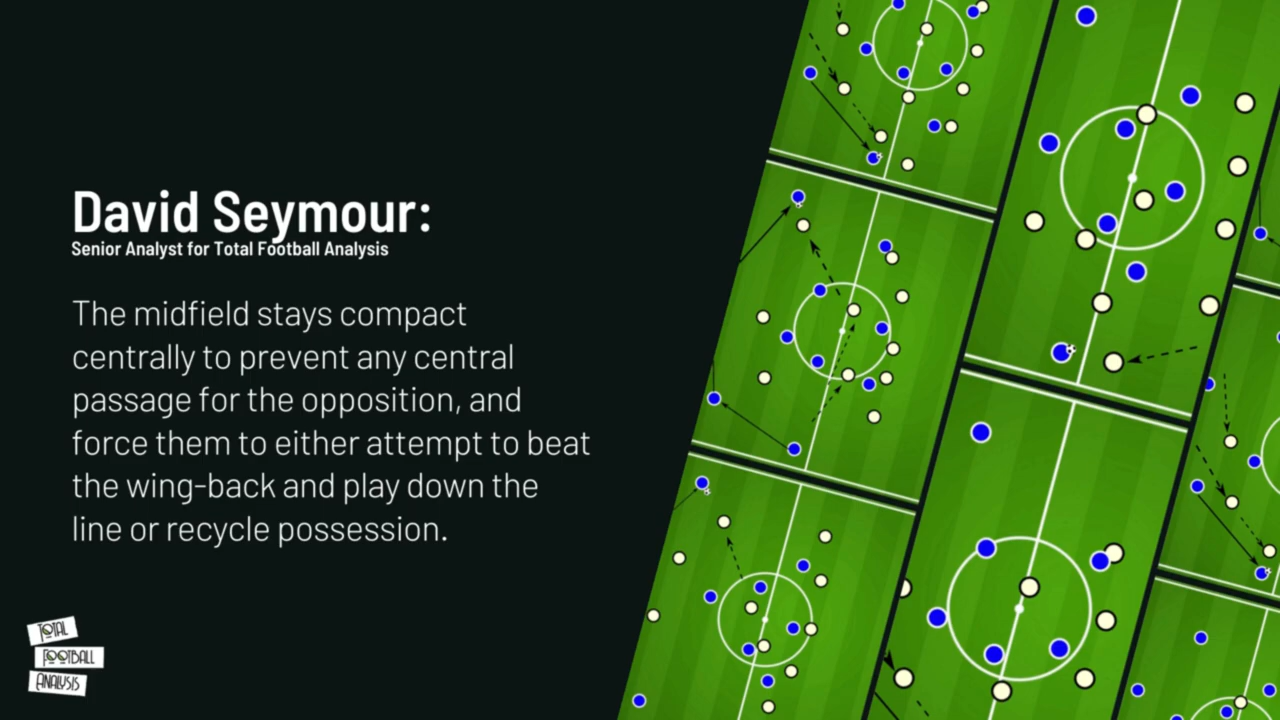 David Seymour:
Senior Analyst for Total Football Analysis
The midfield stays compact
centrally to prevent any central
passage for the opposition, and
force them to either attempt to beat
the wing-back and play down the
line or recycle possession.
TOTAL
FOOTBALL
ANALYSIS